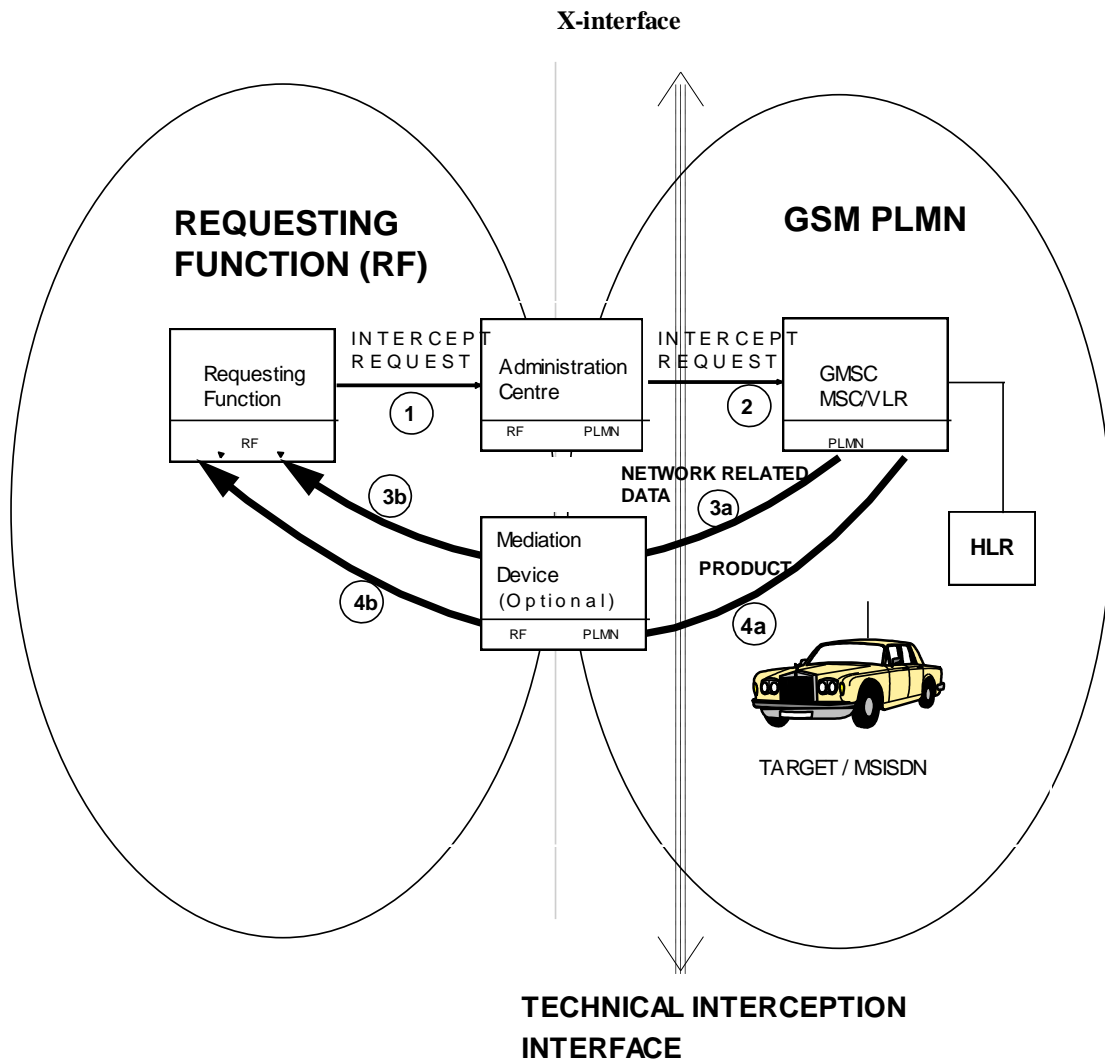 X-interface
REQUESTING
FUNCTION (RF)
GSM PLMN
INTERCEPT
REQUEST
INTERCEPT
REQUEST
Requesting
Function
RF
1
Administration
Centre
RF PLMN
2
GMSC
MSC/VLR
PLMN
NETWORK RELATED
DATA
3b
3a
Mediation
Device
(Optional)
RF PLMN
HLR
PRODUCT
4b
4a
TARGET / MSISDN
TECHNICAL INTERCEPTION
INTERFACE